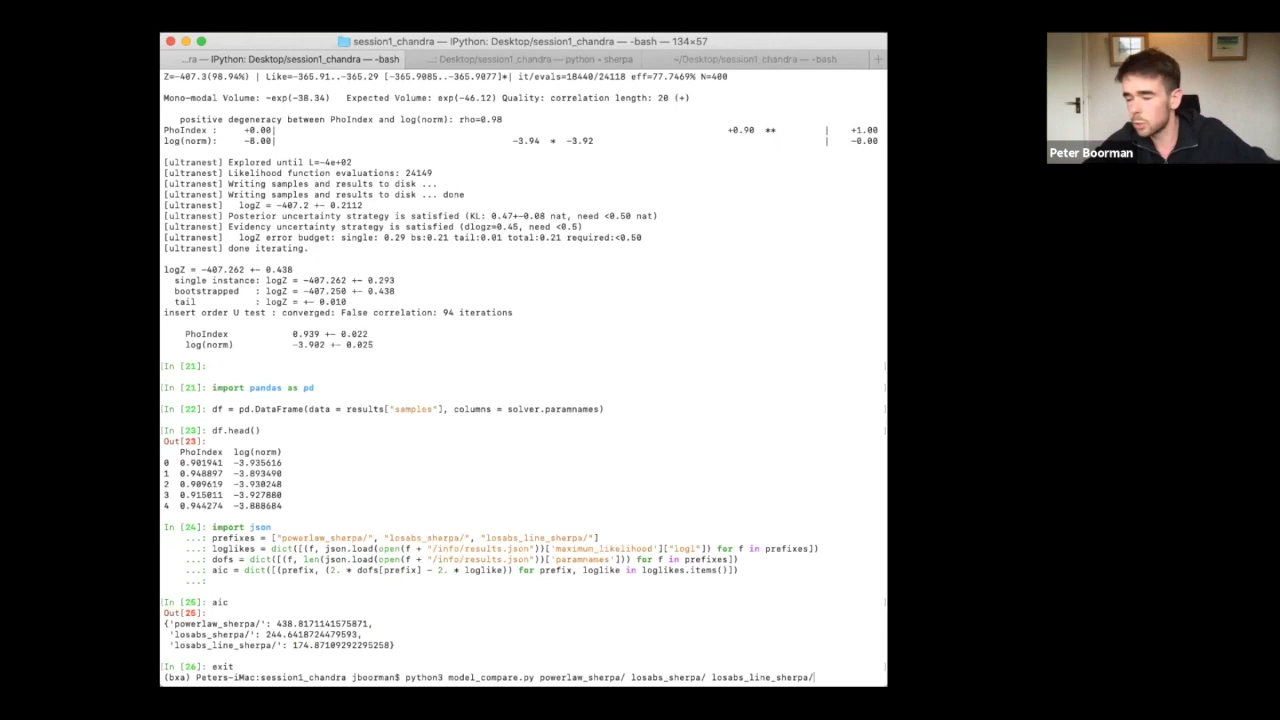 session1_chandra — IPython: Desktop/session1_chandra — -bash — 134×57
...ra — IPython: Desktop/session1_chandra — -bash
...: Desktop/session1_chandra — python • sherpa
~/Desktop/session1_chandra — -bash
+
Z=-407.3(98.94%) | Like=-365.91..-365.29 [-365.9085..-365.9077]*| it/evals=18440/24118 eff=77.7469% N=400
Mono-modal Volume: ~exp(-38.34)   Expected Volume: exp(-46.12) Quality: correlation length: 20 (+)
positive degeneracy between PhoIndex and log(norm): rho=0.98
PhoIndex :     +0.00|     +0.90  **     |   +1.00
log(norm):     -8.00|     -3.94  *  -3.92     |   -0.00
[ultranest] Explored until L=-4e+02
[ultranest] Likelihood function evaluations: 24149
[ultranest] Writing samples and results to disk ...
[ultranest] Writing samples and results to disk ... done
[ultranest]   logZ = -407.2 +- 0.2112
[ultranest] Posterior uncertainty strategy is satisfied (KL: 0.47+-0.08 nat, need <0.50 nat)
[ultranest] Evidency uncertainty strategy is satisfied (dlogz=0.45, need <0.5)
[ultranest]   logZ error budget: single: 0.29 bs:0.21 tail:0.01 total:0.21 required:<0.50
[ultranest] done iterating.
logZ = -407.262 +- 0.438
single instance: logZ = -407.262 +- 0.293
bootstrapped   : logZ = -407.250 +- 0.438
tail           : logZ = +- 0.010
insert order U test : converged: False correlation: 94 iterations
PhoIndex            0.939 +- 0.022
log(norm)           -3.902 +- 0.025
In [21]:
In [21]: import pandas as pd
In [22]: df = pd.DataFrame(data = results["samples"], columns = solver.paramnames)
In [23]: df.head()
Out[23]:
PhoIndex  log(norm)
0  0.901941  -3.935616
1  0.948897  -3.893490
2  0.909619  -3.930248
3  0.915011  -3.927880
4  0.944274  -3.888684
In [24]: import json
...: prefixes = ["powerlaw_sherpa/", "losabs_sherpa/", "losabs_line_sherpa/"]
...: loglikes = dict([(f, json.load(open(f + "/info/results.json"))['maximum_likelihood']["logl"]) for f in prefixes])
...: dofs = dict([(f, len(json.load(open(f + "/info/results.json"))['paramnames'])) for f in prefixes])
...: aic = dict([(prefix, (2. * dofs[prefix] - 2. * loglike)) for prefix, loglike in loglikes.items()])
...:
In [25]: aic
Out[25]:
{'powerlaw_sherpa/': 438.8171141575871,
'losabs_sherpa/': 244.6418724479593,
'losabs_line_sherpa/': 174.87109292295258}
In [26]: exit
(bxa) Peters-iMac:session1_chandra jboorman$ python3 model_compare.py powerlaw_sherpa/ losabs_sherpa/ losabs_line_sherpa/
Peter Boorman